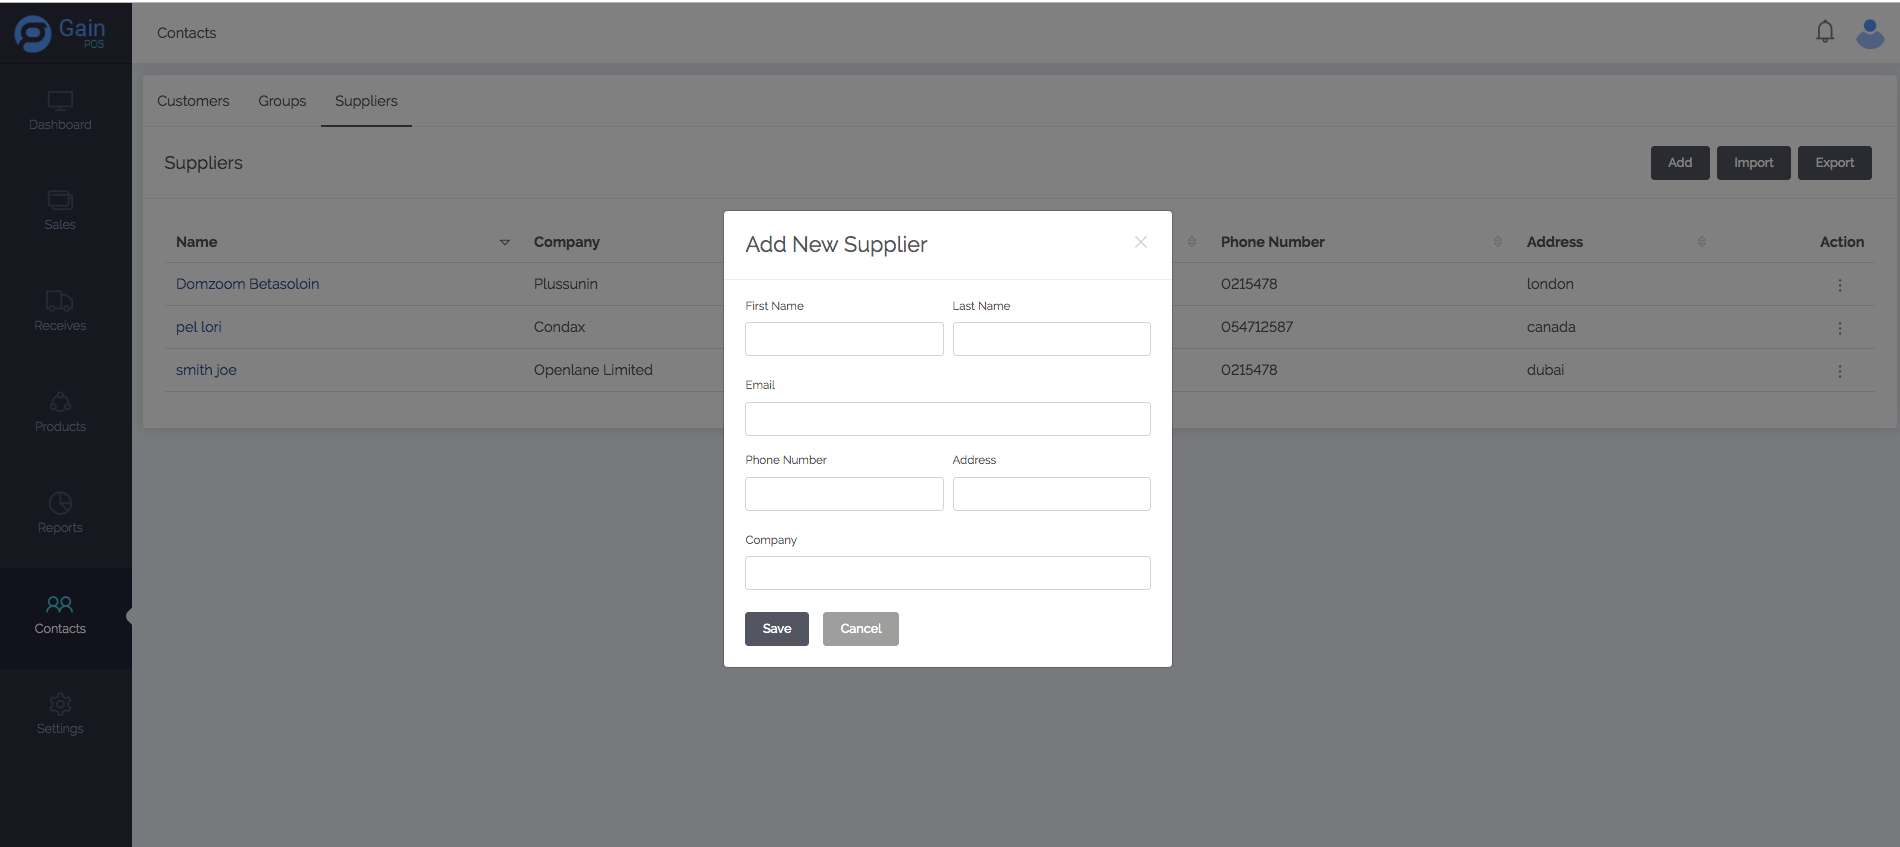 Gain
POS
Contacts
Dashboard
Sales
Receives
Products
Reports
Contacts
Settings
Customers Groups Suppliers
Suppliers
Add Import Export
Name Company Phone Number Address Action
Domzoom Betasoloin Plussunin 0215478 london
pel lori Condax 054712587 canada
smith joe Openlane Limited 0215478 dubai
Add New Supplier
First Name Last Name
Email
Phone Number Address
Company
Save Cancel